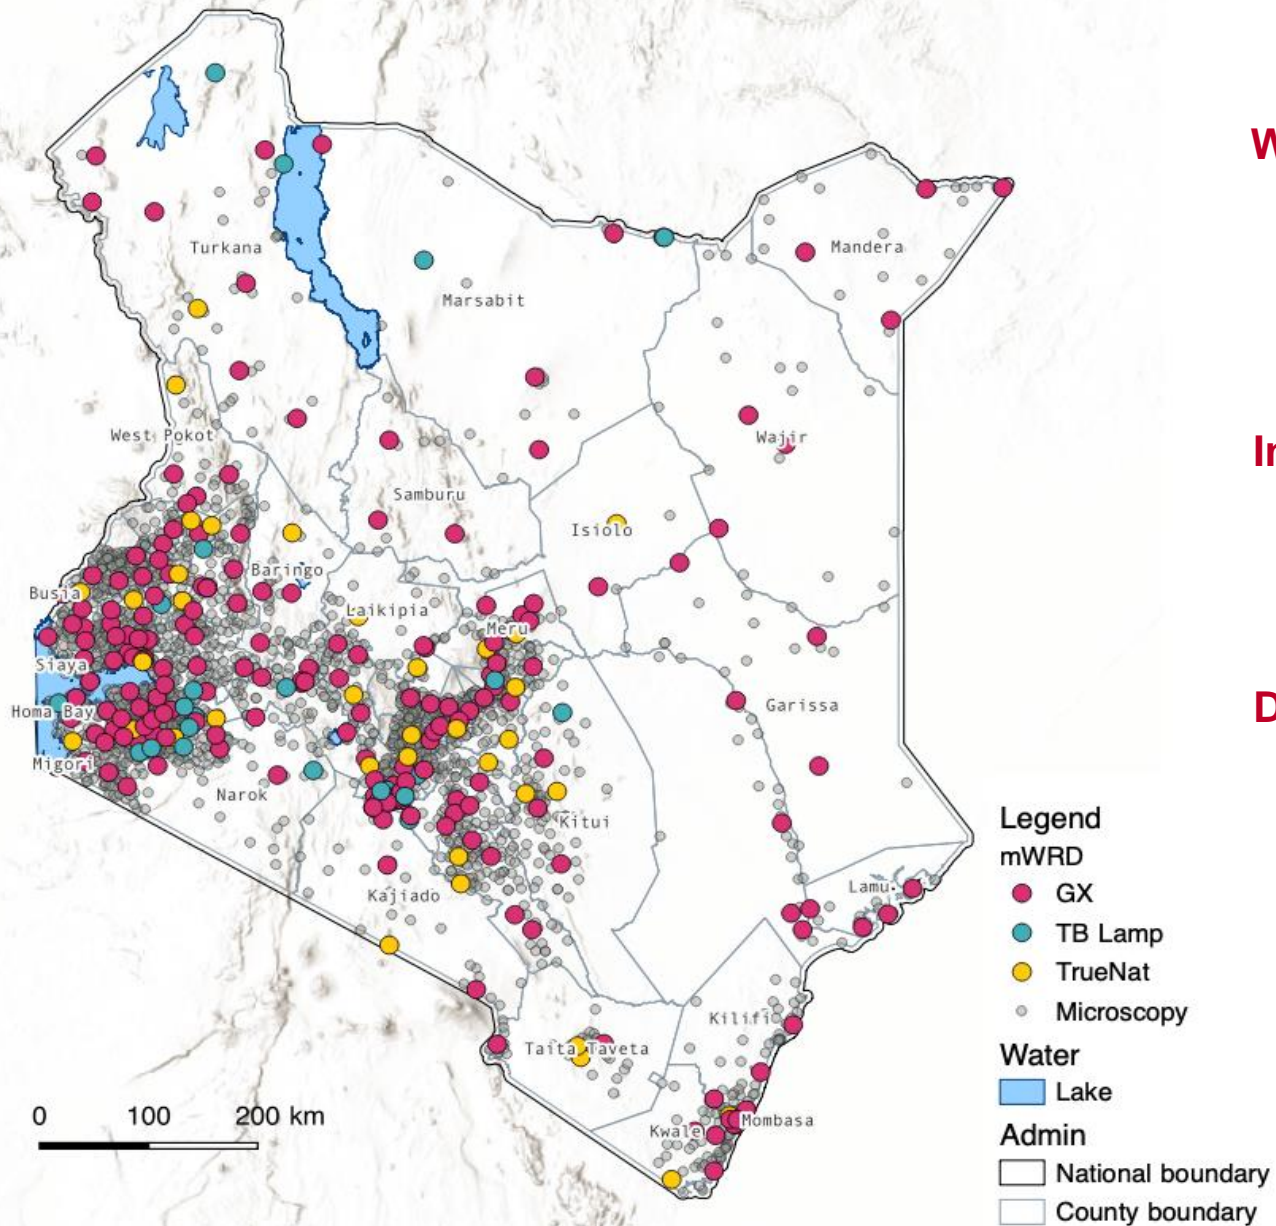 W
Turkana
Mandera
Marsabit
West Pokot
Wajir
In
Samburu
Isiolo
Baringo
Busia
Laikipia
Meru
Siaya
Garissa
Homa Bay
D
Migori
Narok
Kitui
Kajiado
Lamu
Kilifi
Taita Taveta
Mombasa
Kwale
0 100 200 km
Legend
mWRD
GX
TB Lamp
TrueNat
Microscopy
Water
Lake
Admin
National boundary
County boundary